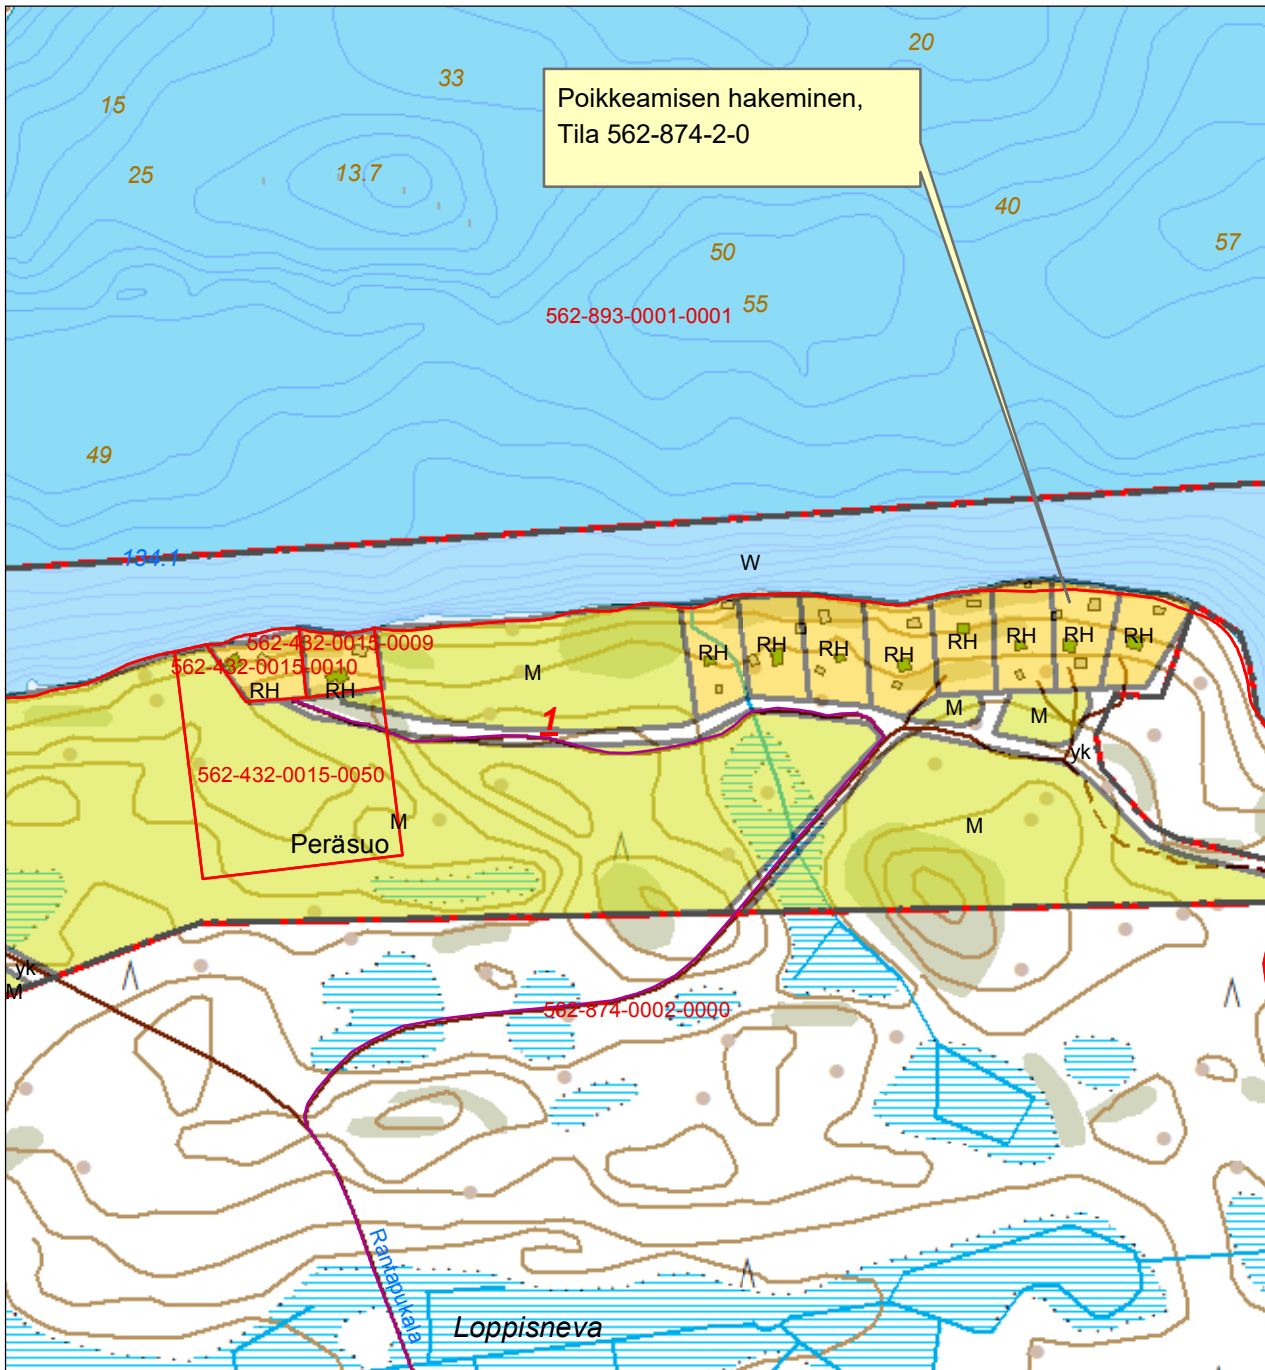 20
33
15
Poikkeamisen hakeminen,
Tila 562-874-2-0
25
13.7
40
50
57
55
562-893-0001-0001
49
134.1
W
562-432-0015-0009
562-432-0015-0010
RH
RH
M
RH
RH
RH
RH
RH
RH
RH
RH
M
M
1
yk
562-432-0015-0050
M
M
Peräsuo
yk
M
562-874-0002-0000
Rantapukala
Loppisneva